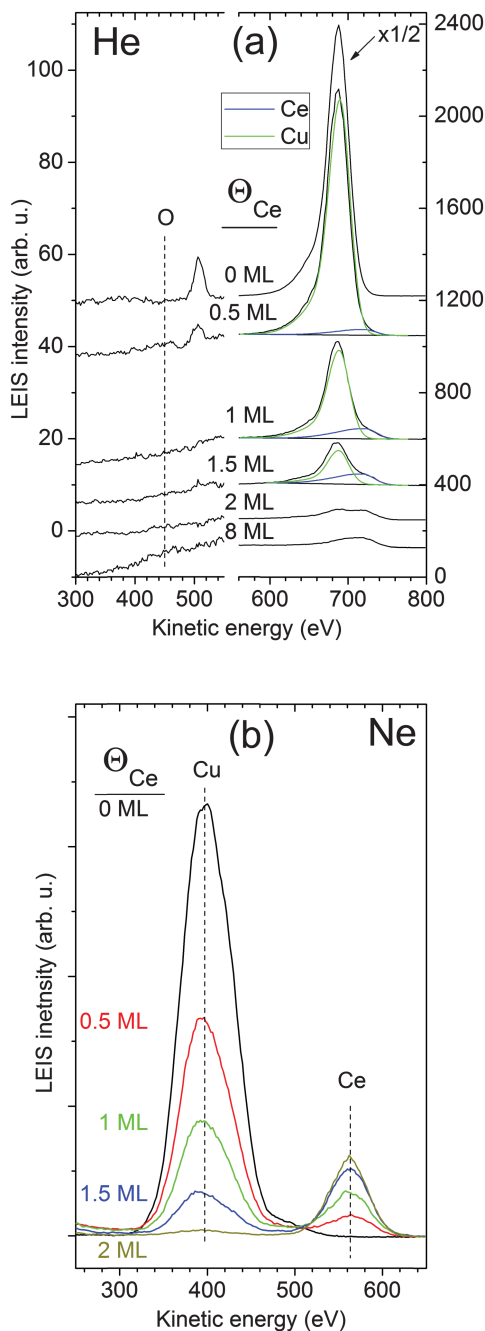 He (a)
x1/2
Ce
Cu
O
Θ Ce
0 ML
0.5 ML
1 ML
1.5 ML
2 ML
8 ML
100
80
60
40
20
0
2400
2000
1600
1200
800
400
0
LEIS intensity (arb. u.)
300 400 500 600 700 800
Kinetic energy (eV)
(b) Ne
Θ Ce
Cu
0 ML
0.5 ML
Ce
1 ML
1.5 ML
2 ML
LEIS inetnsity (arb. u.)
300 400 500 600
Kinetic energy (eV)